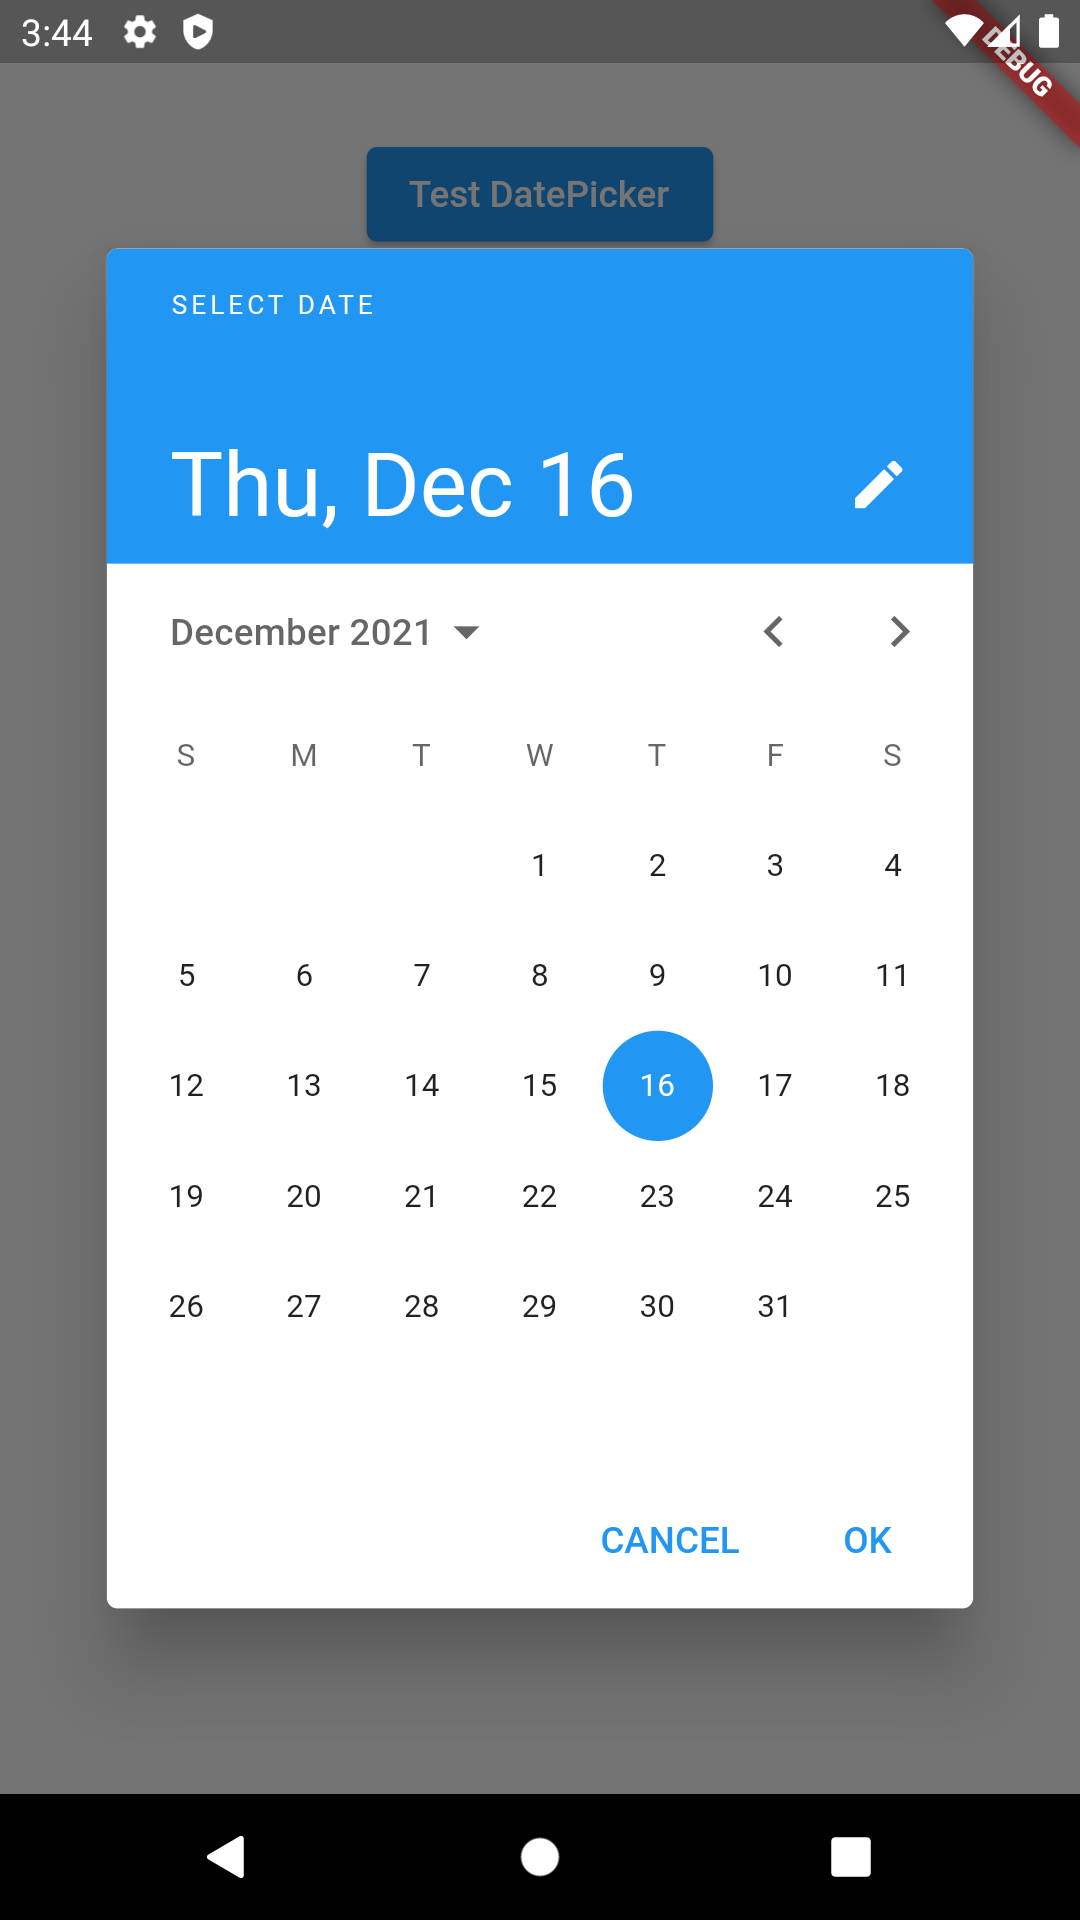 3:44
DEBUG
Test DatePicker
SELECT DATE
Thu, Dec 16
December 2021
S M T W T F S
1 2 3 4
5 6 7 8 9 10 11
12 13 14 15 16 17 18
19 20 21 22 23 24 25
26 27 28 29 30 31
CANCEL OK